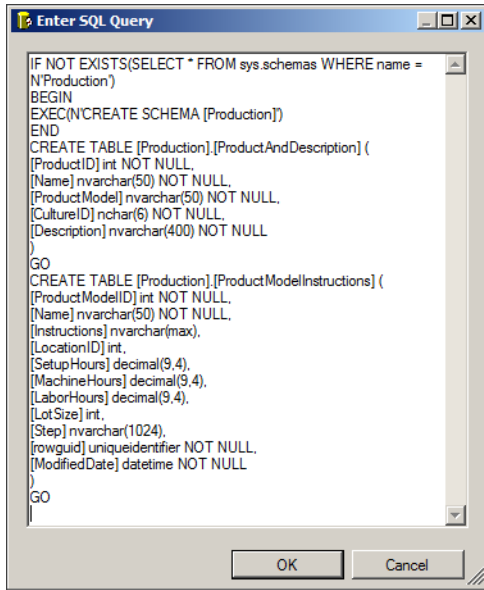 Enter SQL Query
IF NOT EXISTS(SELECT * FROM sys.schemas WHERE name =
N'Production')
BEGIN
EXEC(N'CREATE SCHEMA [Production]')
END
CREATE TABLE [Production].[ProductAndDescription] (
[ProductID] int NOT NULL,
[Name] nvarchar(50) NOT NULL,
[ProductModel] nvarchar(50) NOT NULL,
[CultureID] nchar(6) NOT NULL,
[Description] nvarchar(400) NOT NULL
)
GO
CREATE TABLE [Production].[ProductModelInstructions] (
[ProductModelID] int NOT NULL,
[Name] nvarchar(50) NOT NULL,
[Instructions] nvarchar(max),
[LocationID] int,
[SetupHours] decimal(9,4),
[MachineHours] decimal(9,4),
[LaborHours] decimal(9,4),
[LotSize] int,
[Step] nvarchar(1024),
[rowguid] uniqueidentifier NOT NULL,
[ModifiedDate] datetime NOT NULL
)
GO
OK Cancel